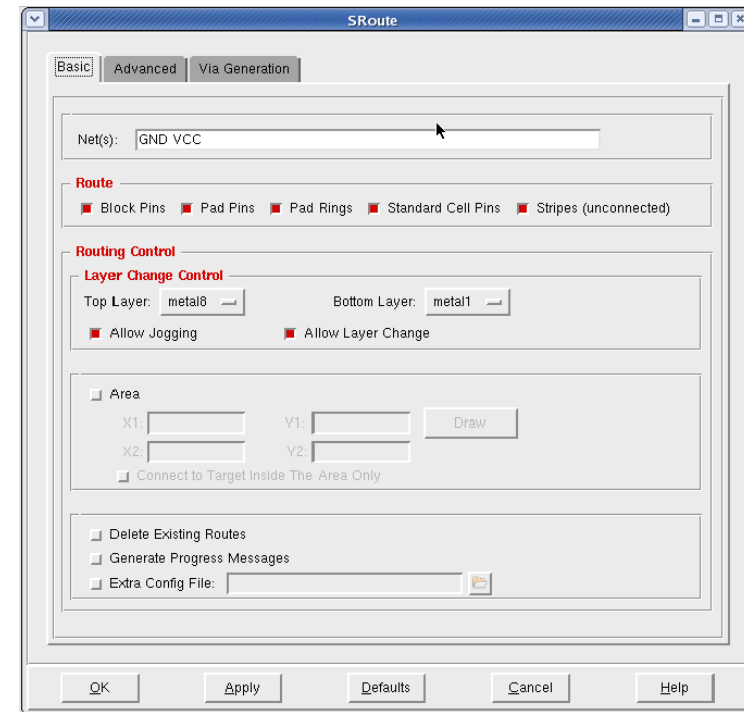 SRoute
Basic Advanced Via Generation
Net(s): GND VCC
Route
Block Pins Pad Pins Pad Rings Standard Cell Pins Stripes (unconnected)
Routing Control
Layer Change Control
Top Layer: metal8 Bottom Layer: metal1
Allow Jogging Allow Layer Change
Area
X1: Y1: Draw
X2: Y2:
Connect to Target Inside The Area Only
Delete Existing Routes
Generate Progress Messages
Extra Config File:
OK Apply Defaults Cancel Help